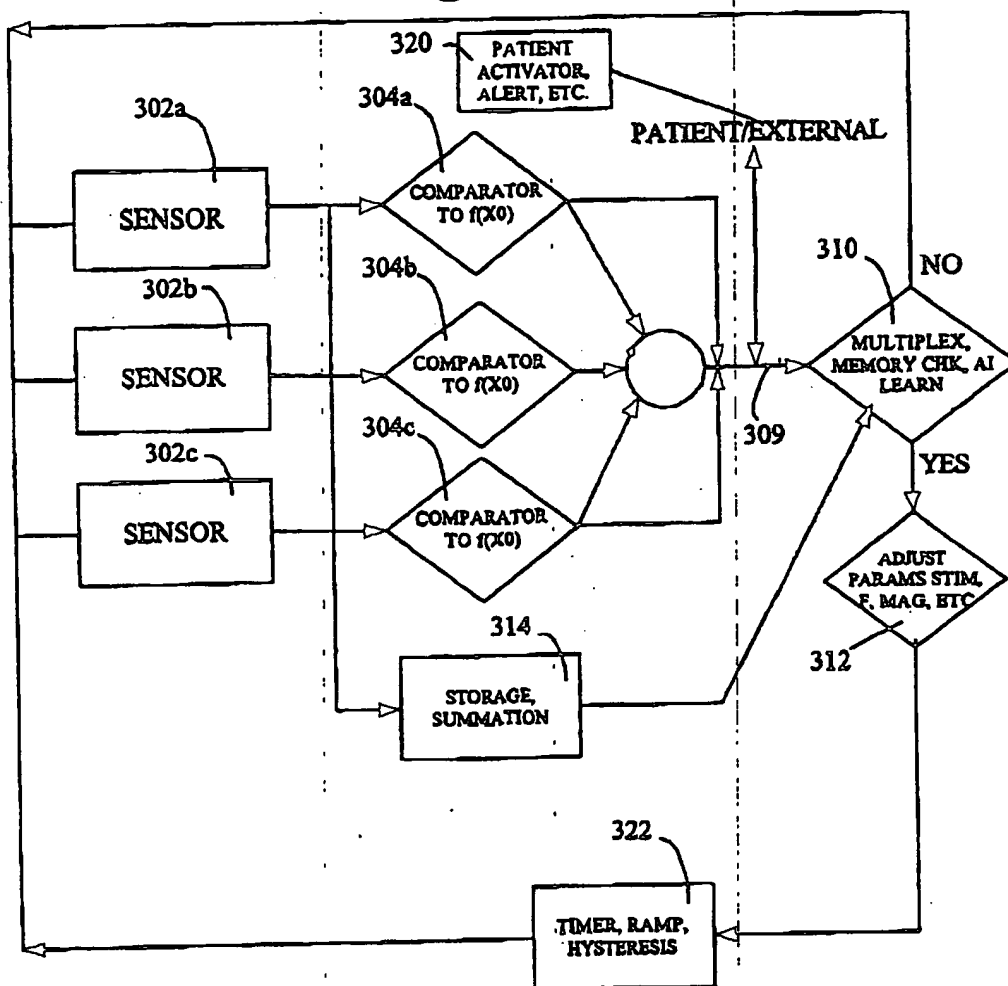 320
PATIENT
ACTIVATOR,
ALERT, ETC.
PATIENT/EXTERNAL
302a
SENSOR
304a
COMPARATOR
TO f(X0)
302b
SENSOR
304b
COMPARATOR
TO f(X0)
302c
SENSOR
304c
COMPARATOR
TO f(X0)
309
310
NO
MULTIPLEX,
MEMORY CHK, AI
LEARN
YES
ADJUST
PARAMS STIM,
F, MAG, ETC
312
314
STORAGE,
SUMMATION
322
TIMER, RAMP,
HYSTERESIS